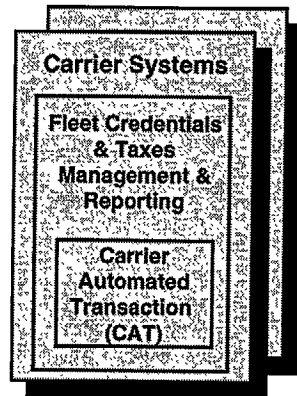 Carrier Systems
Fleet Credentials
& Taxes
Management &
Reporting
Carrier
Automated
Transaction
(CAT)